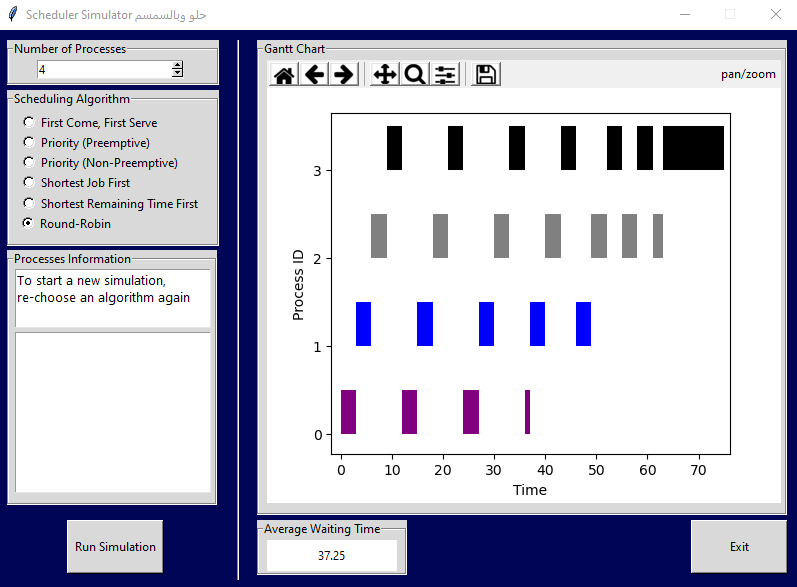 Scheduler Simulator حلو وبالسمسم
Number of Processes
4
Scheduling Algorithm
First Come, First Serve
Priority (Preemptive)
Priority (Non-Preemptive)
Shortest Job First
Shortest Remaining Time First
Round-Robin
Processes Information
To start a new simulation,
re-choose an algorithm again
Run Simulation
Gantt Chart
pan/zoom
Process ID
3
2
1
0
0 10 20 30 40 50 60 70
Time
Average Waiting Time
37.25
Exit